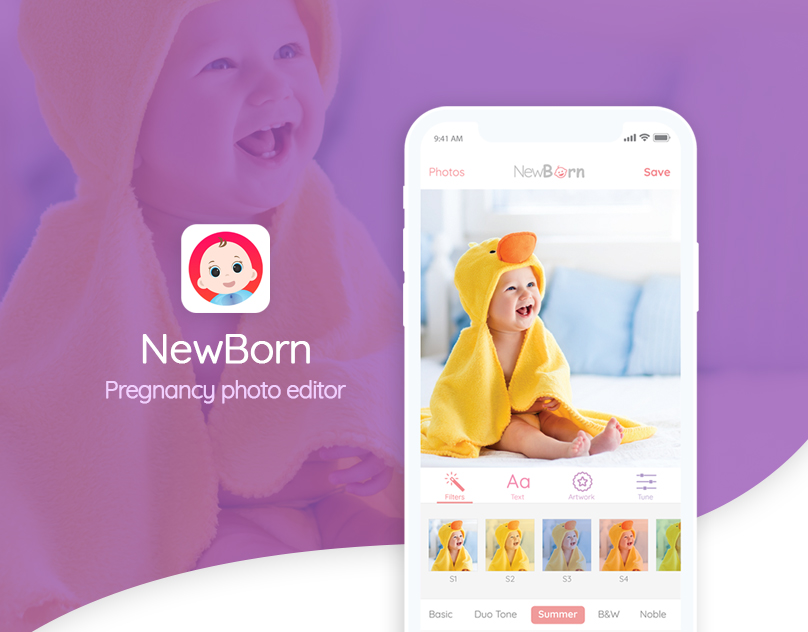 NewBorn
Pregnancy photo editor
9:41 AM
Photos
NewBorn
Save
Filters
Aa
Text
Artwork
Tune
S1
S2
S3
S4
Basic
Duo Tone
Summer
B&W
Noble